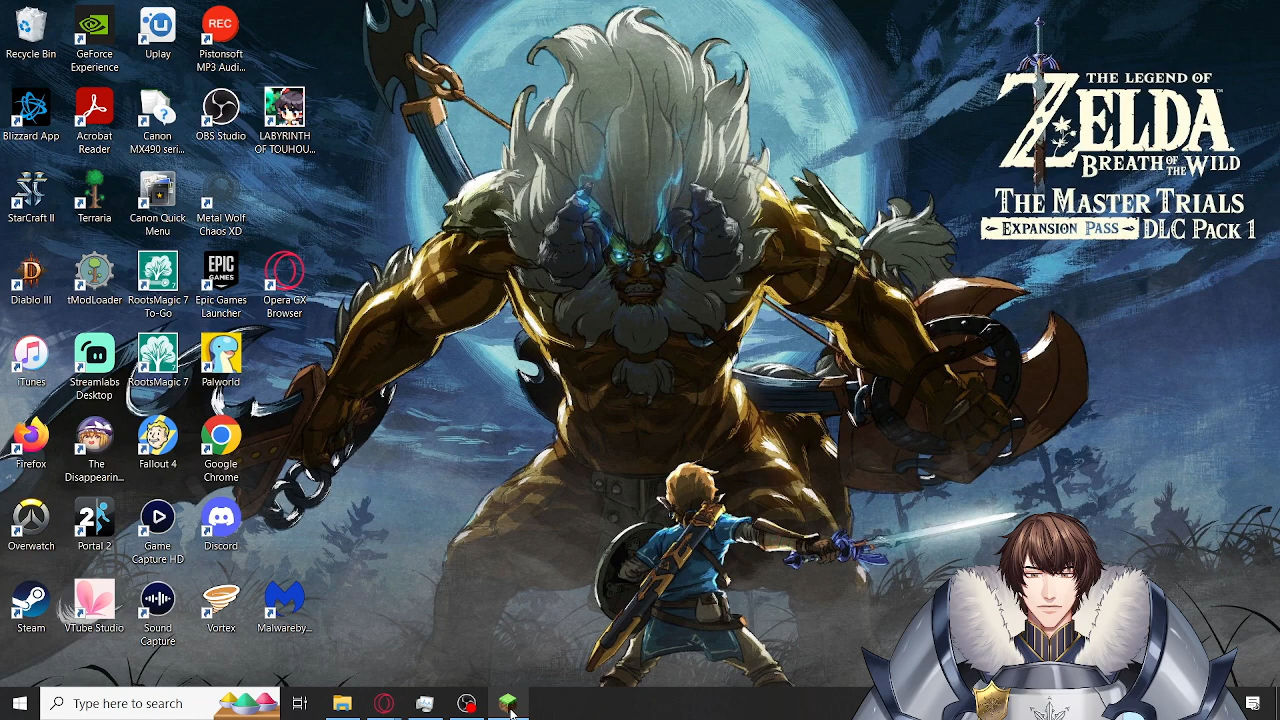 Recycle Bin
GeForce
Experience
Uplay
REC
Pistonsoft
MP3 Audi...
Blizzard App
Acrobat
Reader
Canon
MX490 seri...
OBS Studio
LABYRINTH
OF TOUHOU...
StarCraft II
Terraria
Canon Quick
Menu
Metal Wolf
Chaos XD
Diablo III
tModLoader
RootsMagic 7
To-Go
EPIC
GAMES
Epic Games
Launcher
Opera GX
Browser
iTunes
Streamlabs
Desktop
RootsMagic 7
Palworld
Firefox
The
Disappearin...
Fallout 4
Google
Chrome
Overwatch
2
Portal 2
Game
Capture HD
Discord
Steam
VTube Studio
Sound
Capture
Vortex
Malwareby...
THE LEGEND OF
ZELDA™
BREATH OF THE WILD
THE MASTER TRIALS
EXPANSION PASS DLC PACK 1
Type here to search